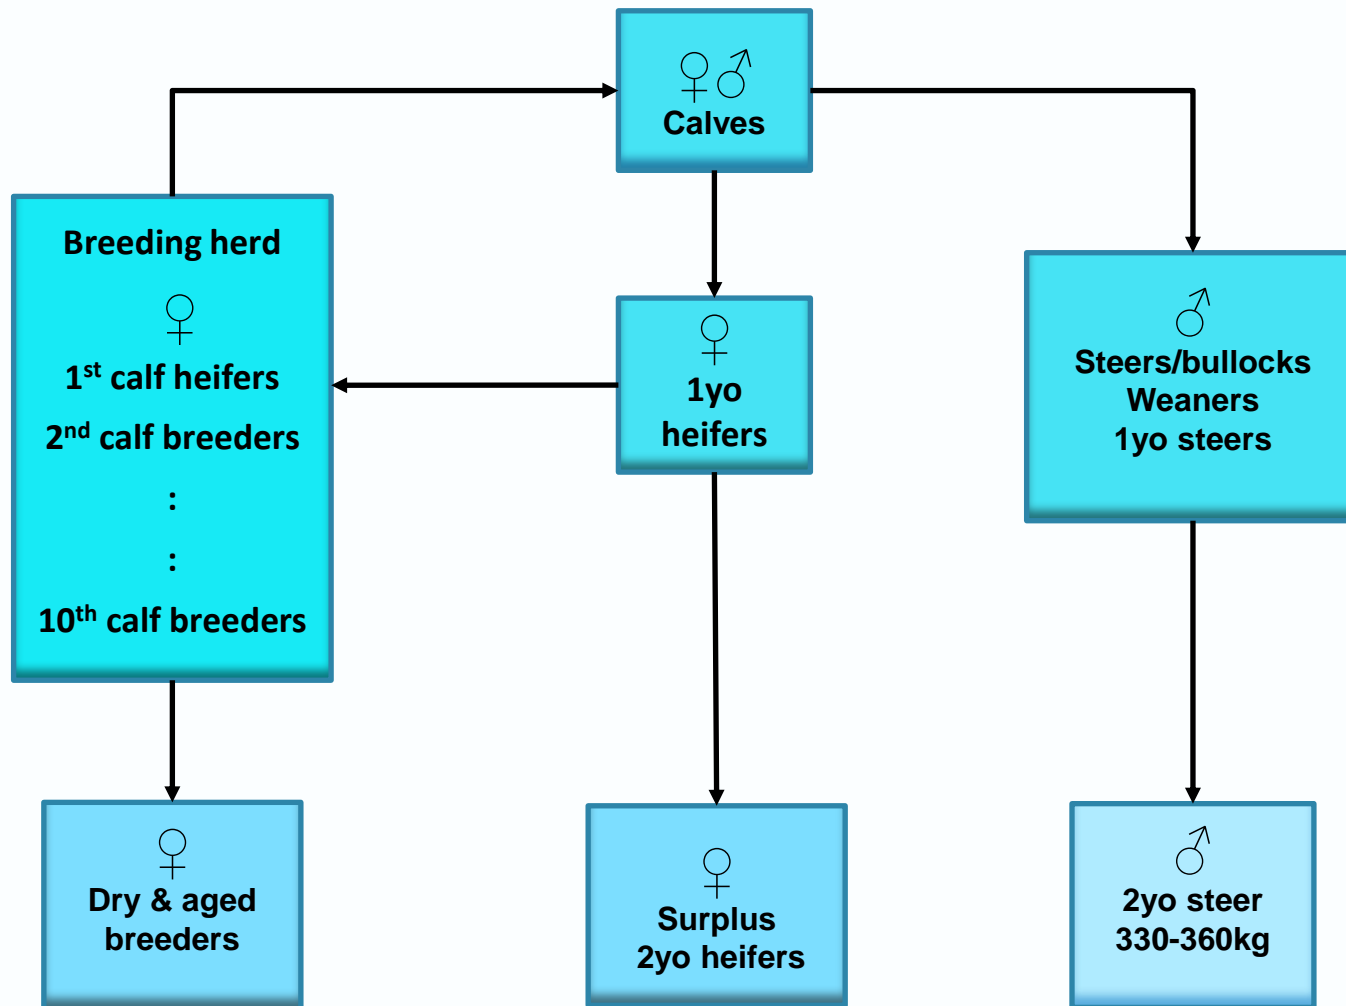 ♀♂
Calves
Breeding herd
♀
1st calf heifers
2nd calf breeders
:
:
10th calf breeders
♀
1yo
heifers
♂
Steers/bullocks
Weaners
1yo steers
♀
Dry & aged
breeders
♀
Surplus
2yo heifers
♂
2yo steer
330-360kg